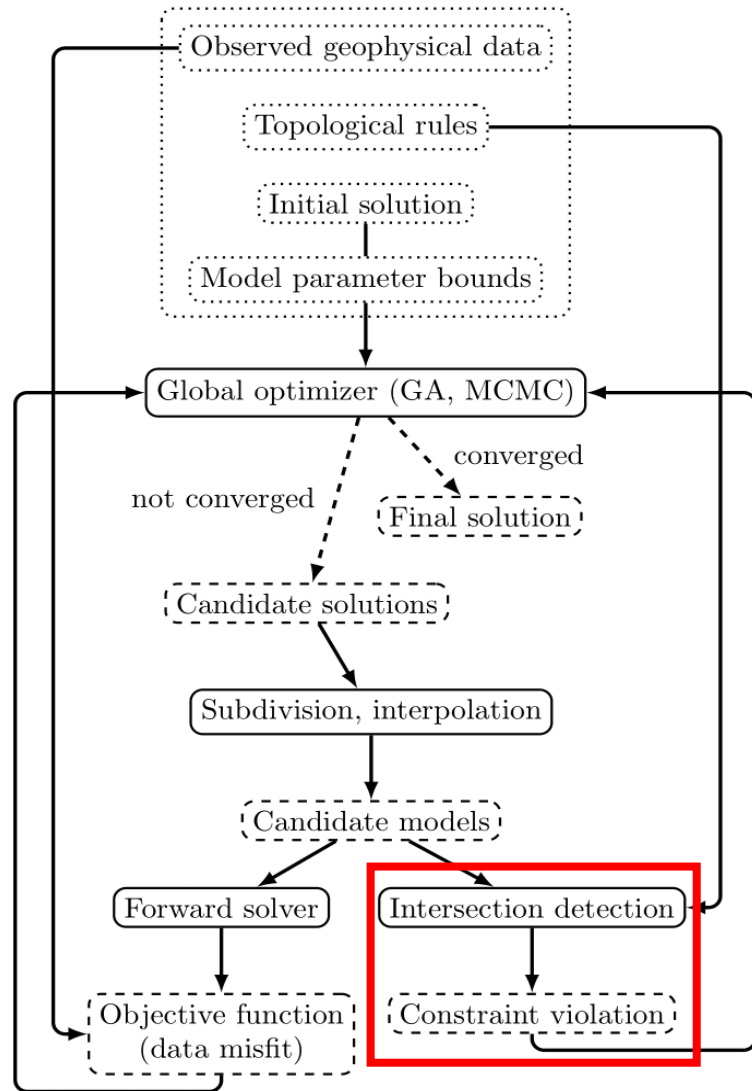 Observed geophysical data
Topological rules
Initial solution
Model parameter bounds
Global optimizer (GA, MCMC)
converged
not converged
Final solution
Candidate solutions
Subdivision, interpolation
Candidate models
Forward solver
Intersection detection
Objective function
(data misfit)
Constraint violation